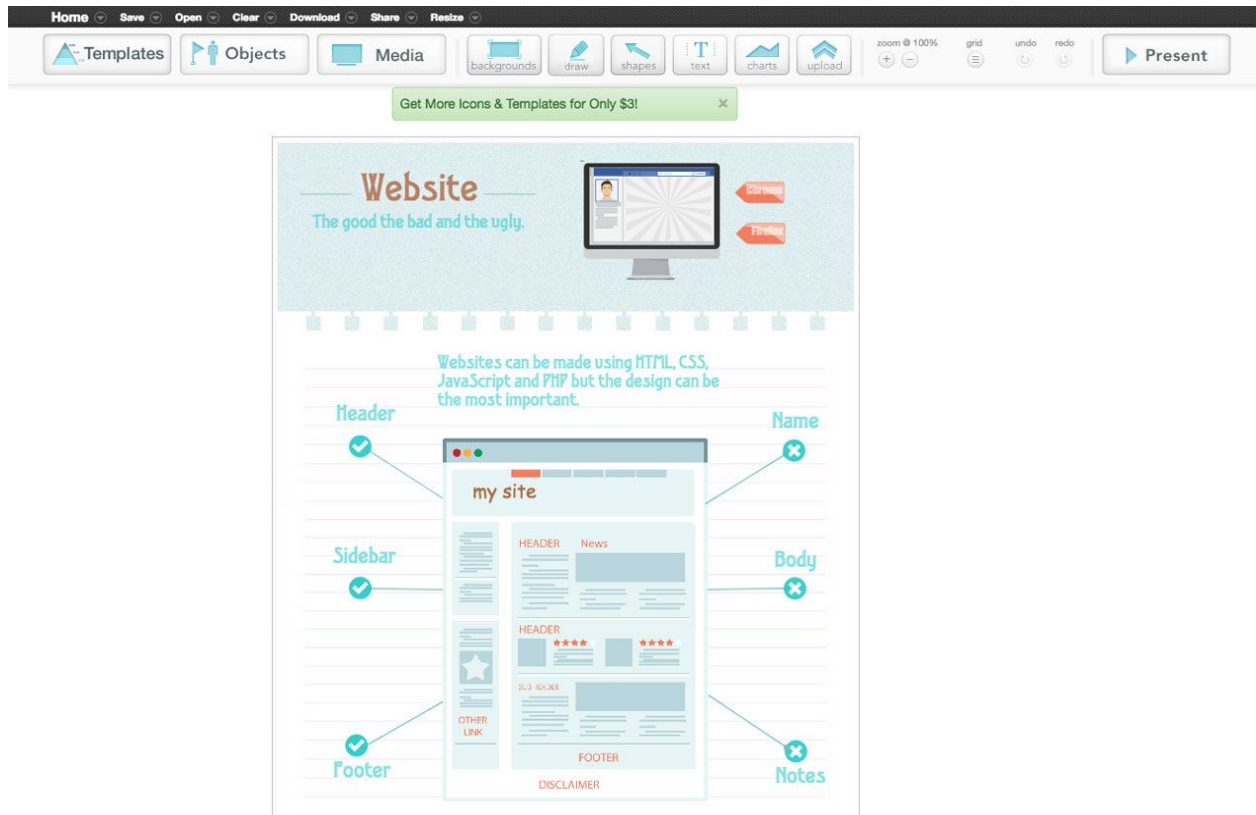 Home Save Open Clear Download Share Resize
Templates Objects Media backgrounds draw shapes text charts upload zoom @ 100% grid undo redo Present
T
Get More Icons & Templates for Only $3! ×
Website
The good the bad and the ugly.
Chrome
Firefox
Websites can be made using HTML, CSS,
JavaScript and PHP but the design can be
the most important.
Header
Name
my site
Sidebar
Body
HEADER News
HEADER
SUB HEADER
OTHER
LINK
FOOTER
Footer
Notes
DISCLAIMER